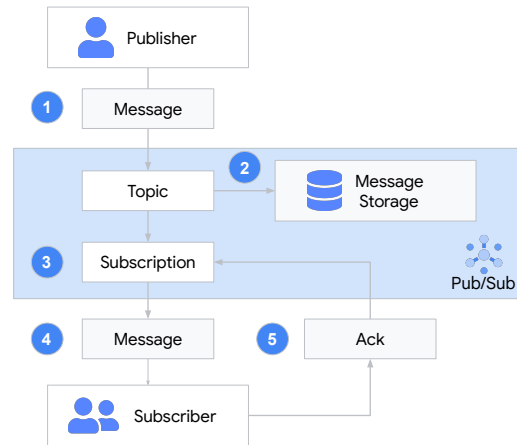 Publisher
1
Message
2
Topic
Message
Storage
3
Subscription
Pub/Sub
4
Message
5
Ack
Subscriber